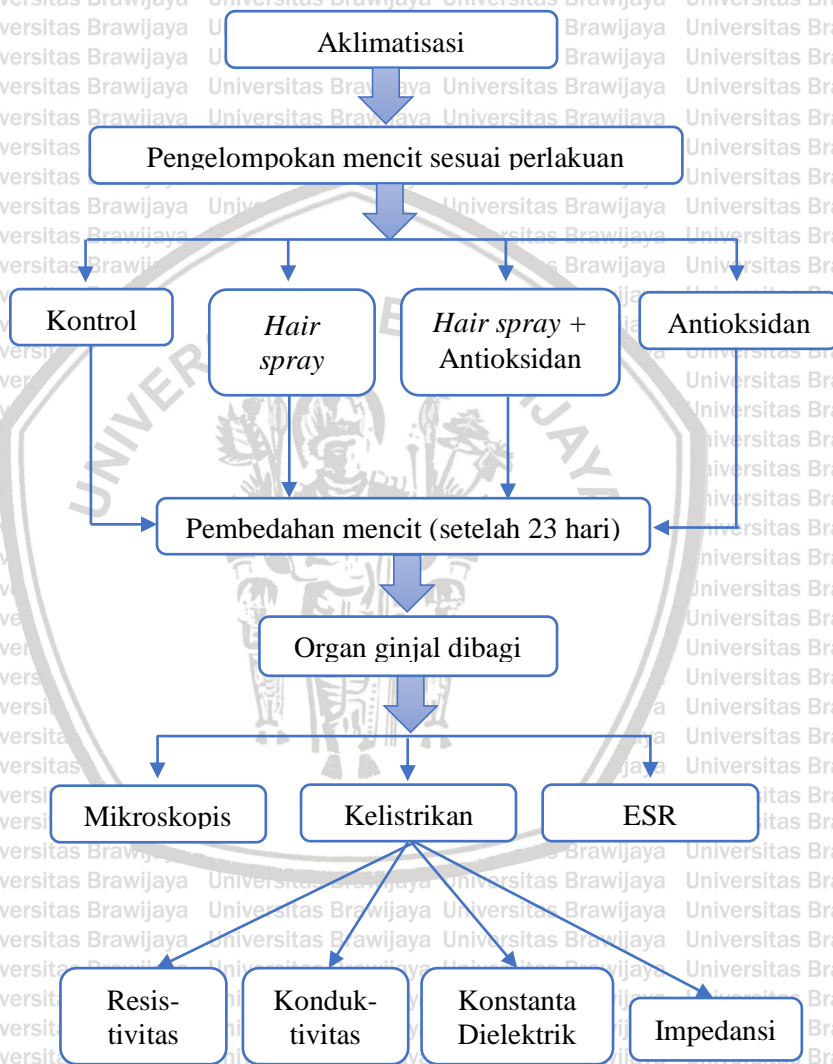 Aklimatisasi
Pengelompokan mencit sesuai perlakuan
Kontrol
Hair
spray
Hair spray +
Antioksidan
Antioksidan
Pembedahan mencit (setelah 23 hari)
Organ ginjal dibagi
Mikroskopis
Kelistrikan
ESR
Resis-
tivitas
Konduk-
tivitas
Konstanta
Dielektrik
Impedansi